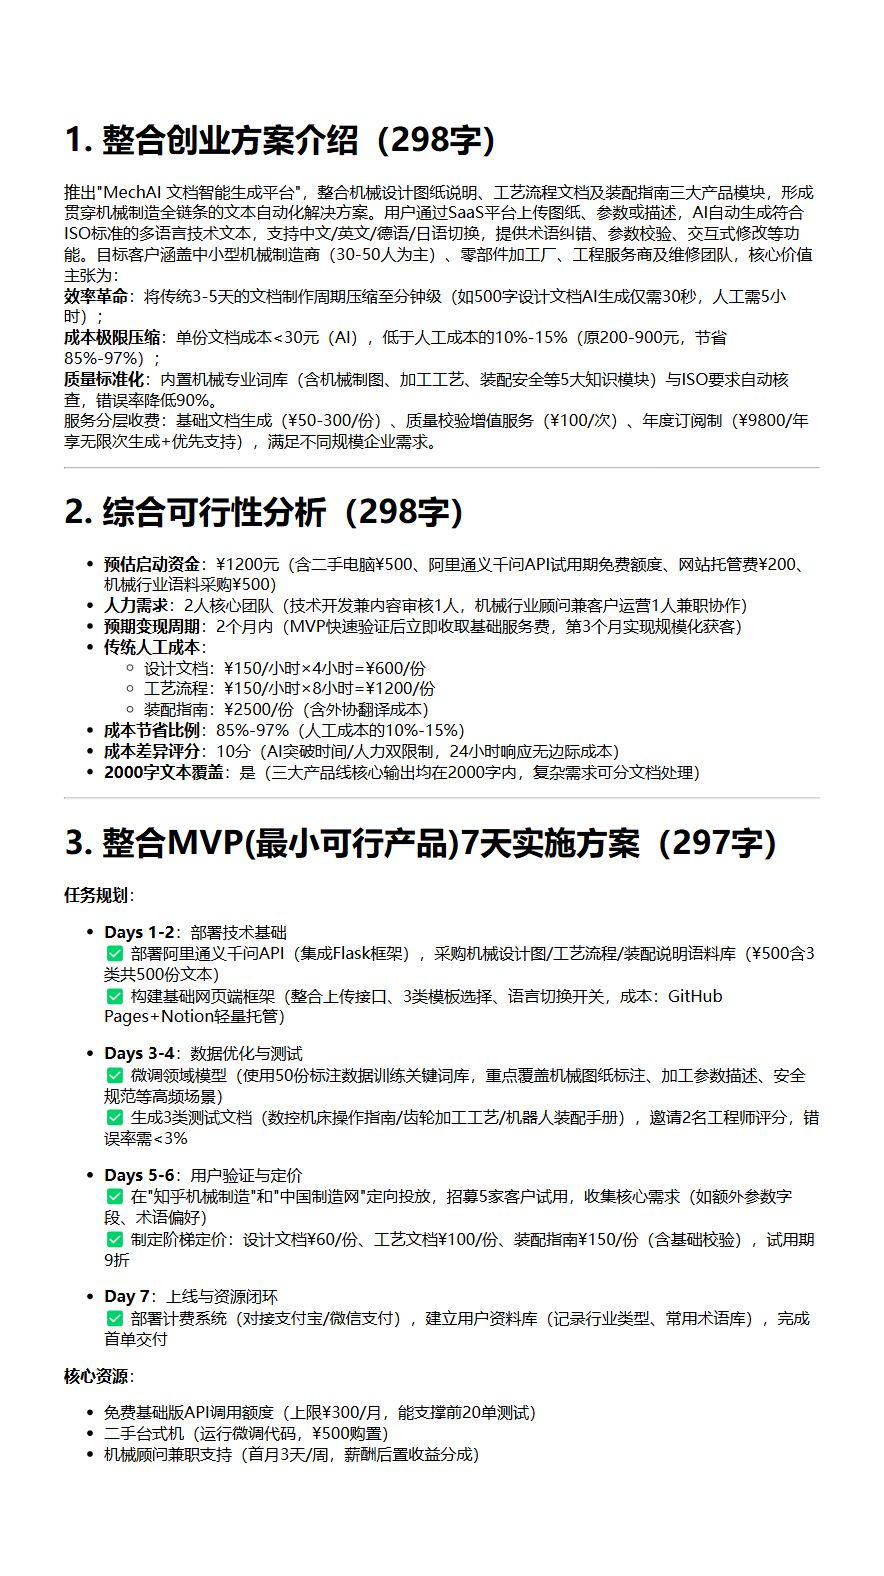 1. 整合创业方案介绍（298字）
推出"MechAI 文档智能生成平台"，整合机械设计图纸说明、工艺流程文档及装配指南三大产品模块，形成
贯穿机械制造全链条的文本自动化解决方案。用户通过SaaS平台上传图纸、参数或描述，AI自动生成符合
ISO标准的多语言技术文本，支持中文/英文/德语/日语切换，提供术语纠错、参数校验、交互式修改等功
能。目标客户涵盖中小型机械制造商（30-50人为主）、零部件加工厂、工程服务商及维修团队，核心价值
主张为：
效率革命：将传统3-5天的文档制作周期压缩至分钟级（如500字设计文档AI生成仅需30秒，人工需5小
时）；
成本极限压缩：单份文档成本<30元（AI），低于人工成本的10%-15%（原200-900元，节省
85%-97%）；
质量标准化：内置机械专业词库（含机械制图、加工工艺、装配安全等5大知识模块）与ISO要求自动核
查，错误率降低90%。
服务分层收费：基础文档生成（¥50-300/份）、质量校验增值服务（¥100/次）、年度订阅制（¥9800/年
享无限次生成+优先支持），满足不同规模企业需求。
2. 综合可行性分析（298字）
• 预估启动资金：¥1200元（含二手电脑¥500、阿里通义千问API试用期免费额度、网站托管费¥200、
机械行业语料采购¥500）
• 人力需求：2人核心团队（技术开发兼内容审核1人，机械行业顾问兼客户运营1人兼职协作）
• 预期变现周期：2个月内（MVP快速验证后立即收取基础服务费，第3个月实现规模化获客）
• 传统人工成本：
◦ 设计文档：¥150/小时×4小时=¥600/份
◦ 工艺流程：¥150/小时×8小时=¥1200/份
◦ 装配指南：¥2500/份（含外协翻译成本）
• 成本节省比例：85%-97%（人工成本的10%-15%）
• 成本差异评分：10分（AI突破时间/人力双限制，24小时响应无边际成本）
• 2000字文本覆盖：是（三大产品线核心输出均在2000字内，复杂需求可分文档处理）
3. 整合MVP(最小可行产品)7天实施方案（297字）
任务规划：
• Days 1-2：部署技术基础
✅ 部署阿里通义千问API（集成Flask框架），采购机械设计图/工艺流程/装配说明语料库（¥500含3
类共500份文本）
✅ 构建基础网页端框架（整合上传接口、3类模板选择、语言切换开关，成本：GitHub
Pages+Notion轻量托管）
• Days 3-4：数据优化与测试
✅ 微调领域模型（使用50份标注数据训练关键词库，重点覆盖机械图纸标注、加工参数描述、安全
规范等高频场景）
✅ 生成3类测试文档（数控机床操作指南/齿轮加工工艺/机器人装配手册），邀请2名工程师评分，错
误率需<3%
• Days 5-6：用户验证与定价
✅ 在"知乎机械制造"和"中国制造网"定向投放，招募5家客户试用，收集核心需求（如额外参数字
段、术语偏好）
✅ 制定阶梯定价：设计文档¥60/份、工艺文档¥100/份、装配指南¥150/份（含基础校验），试用期
9折
• Day 7：上线与资源闭环
✅ 部署计费系统（对接支付宝/微信支付），建立用户资料库（记录行业类型、常用术语库），完成
首单交付
核心资源：
• 免费基础版API调用额度（上限¥300/月，能支撑前20单测试）
• 二手台式机（运行微调代码，¥500购置）
• 机械顾问兼职支持（首月3天/周，薪酬后置收益分成）